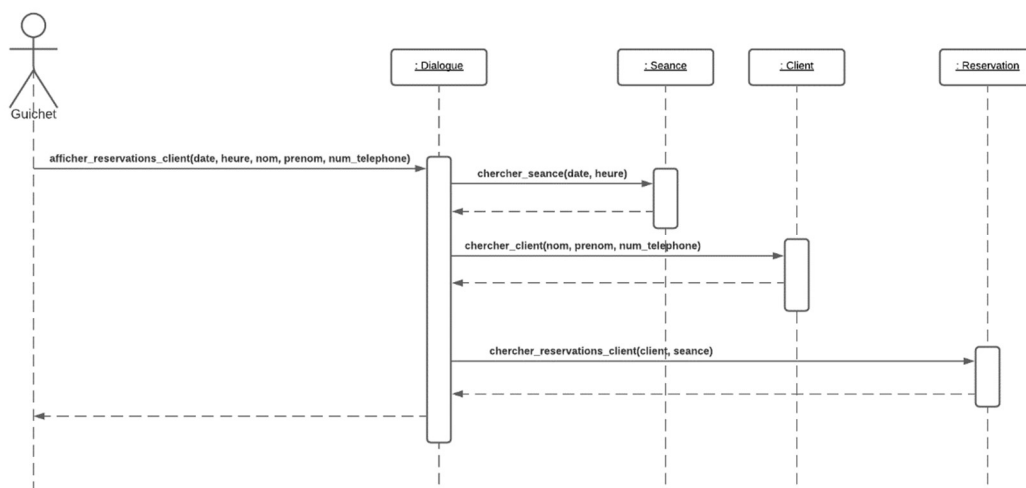 : Dialogue
: Seance
: Client
: Reservation
Guichet
afficher_reservations_client(date, heure, nom, prenom, num_telephone)
chercher_seance(date, heure)
chercher_client(nom, prenom, num_telephone)
chercher_reservations_client(client, seance)